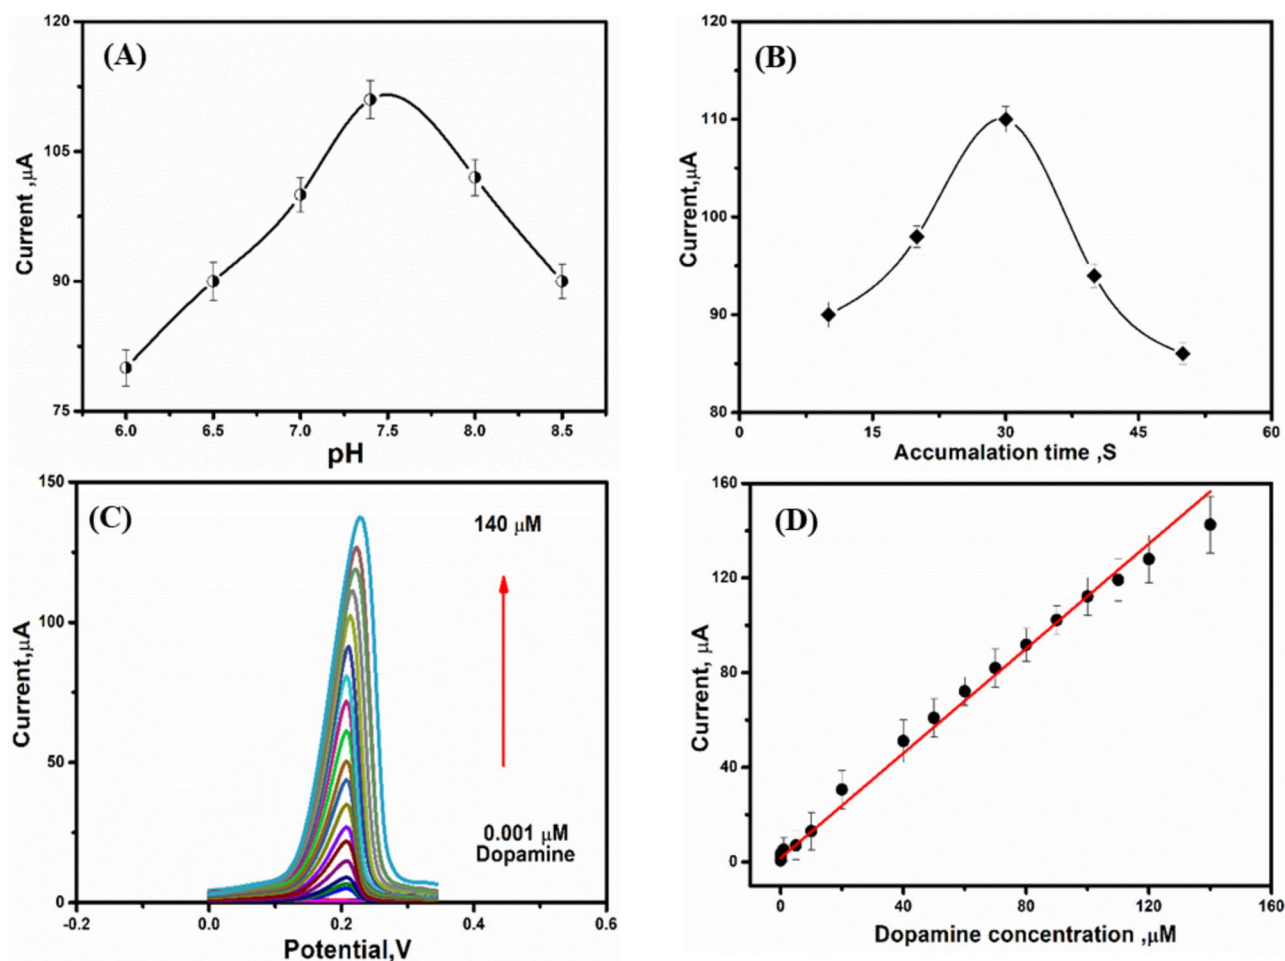 (A)
120
105
90
75
Current ,μA
6.0 6.5 7.0 7.5 8.0 8.5
pH
(B)
120
110
100
90
80
Current,μA
0 15 30 45 60
Accumalation time ,S
(C)
150
100
50
0
Current,μA
140 μM
0.001 μM
Dopamine
-0.2 0.0 0.2 0.4 0.6
Potential,V
(D)
160
120
80
40
0
Current, μA
0 40 80 120 160
Dopamine concentration ,μM